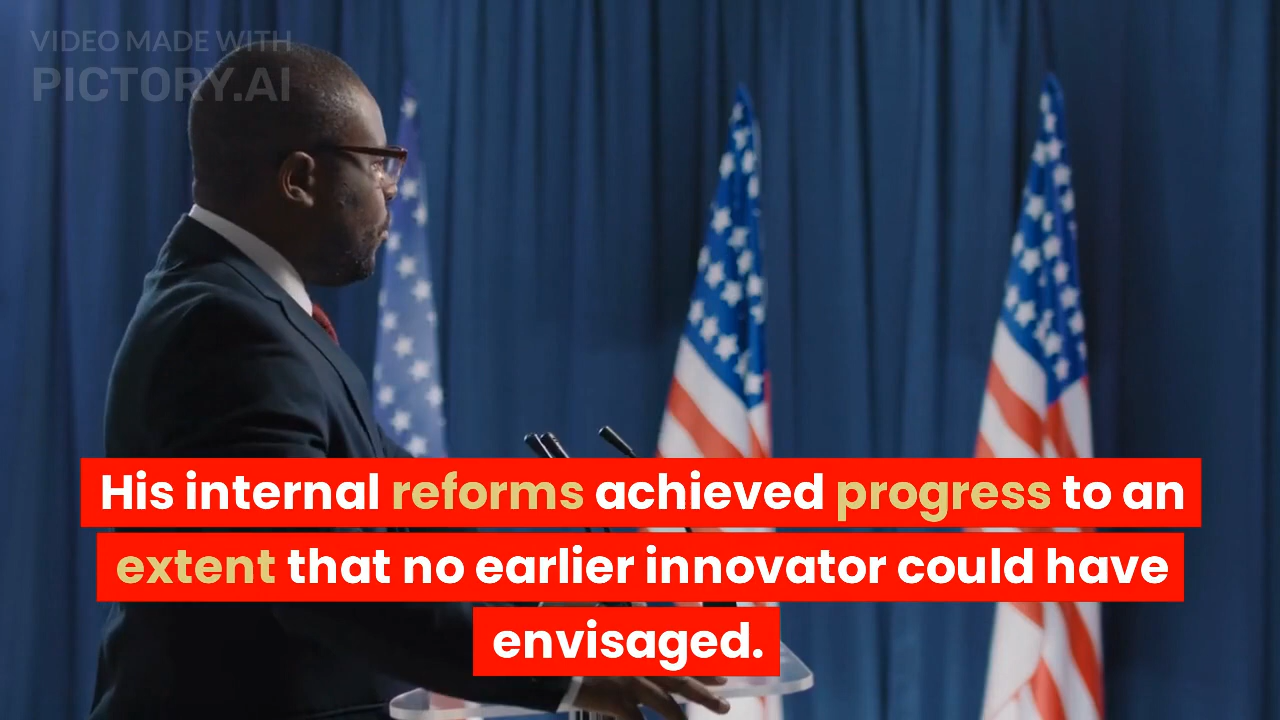 VIDEO MADE WITH
PICTORY.AI
His internal reforms achieved progress to an
extent that no earlier innovator could have
envisaged.